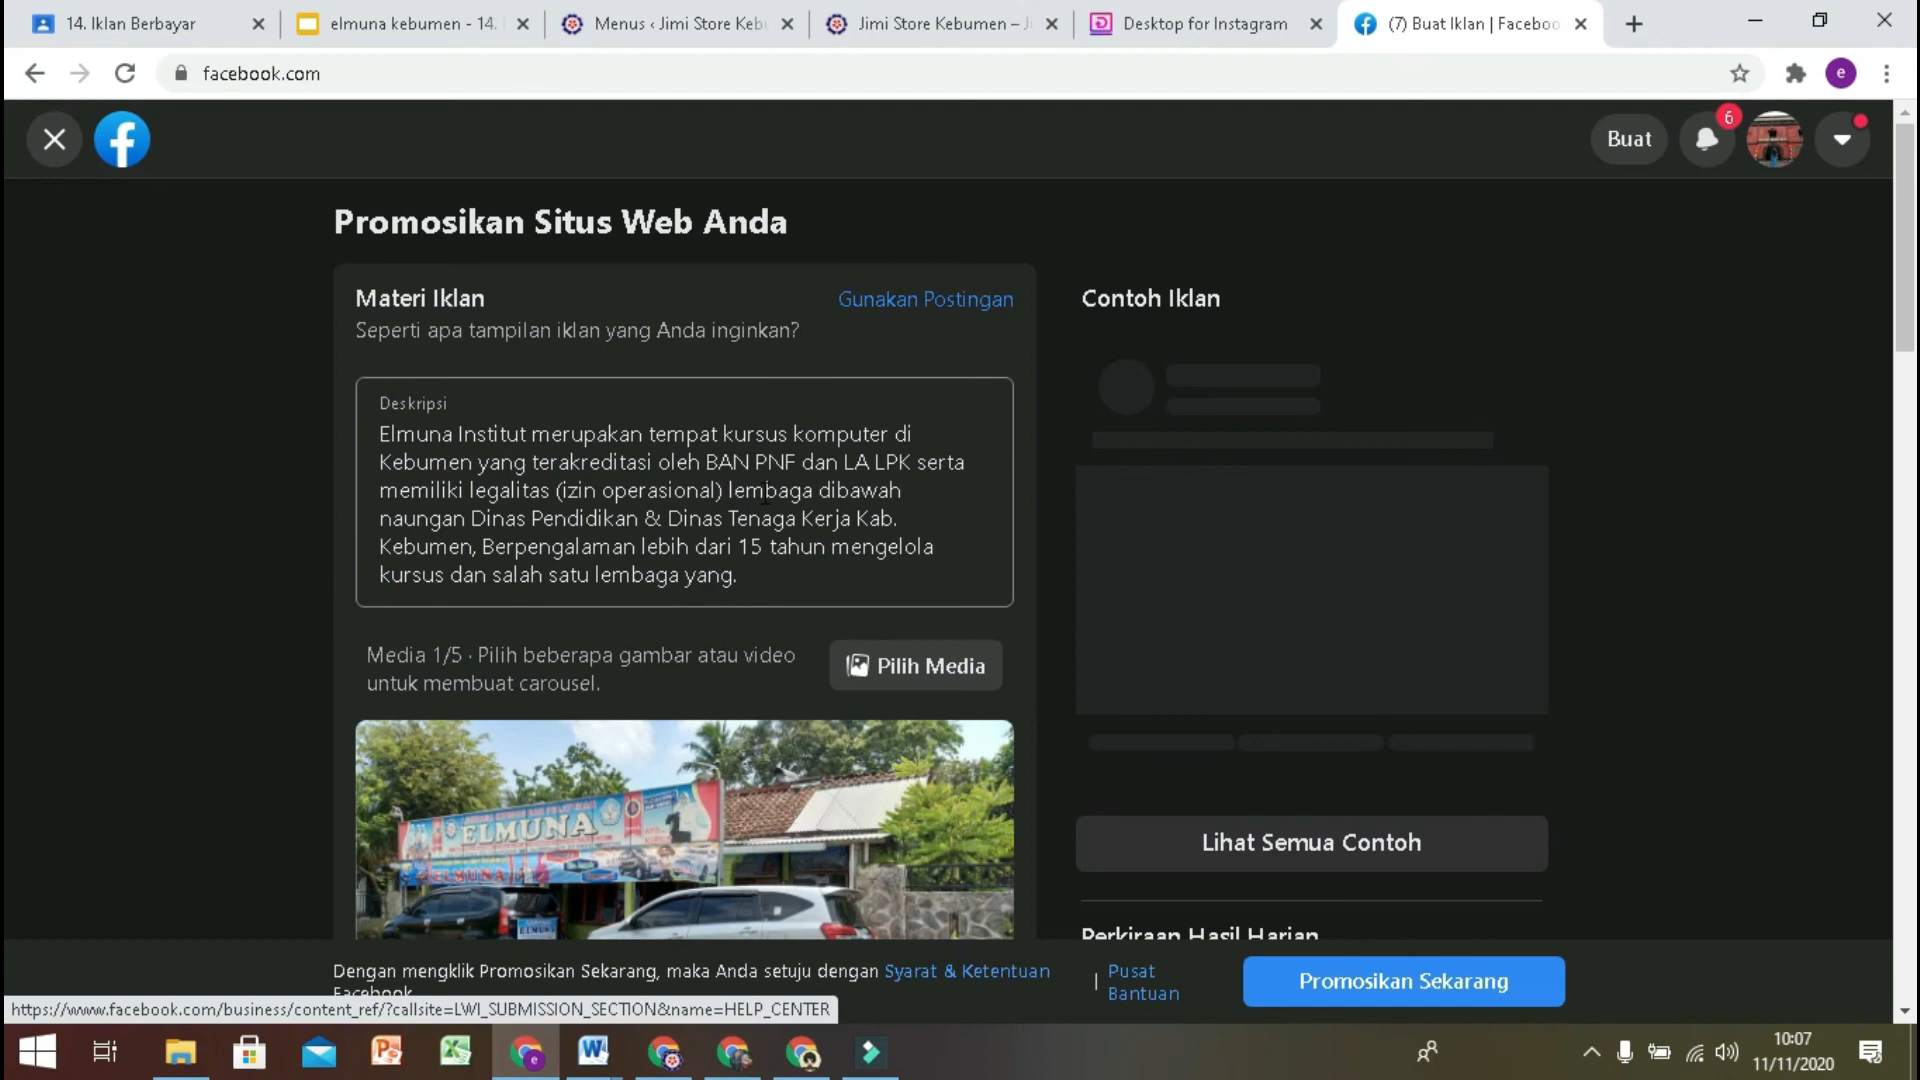 14. Iklan Berbayar
elmuna kebumen - 14.
Menus ‹ Jimi Store Kebu
Jimi Store Kebumen – J
Desktop for Instagram
(7) Buat Iklan | Faceboo
facebook.com
e
Buat
6
Promosikan Situs Web Anda
Materi Iklan
Gunakan Postingan
Seperti apa tampilan iklan yang Anda inginkan?
Deskripsi
Elmuna Institut merupakan tempat kursus komputer di
Kebumen yang terakreditasi oleh BAN PNF dan LA LPK serta
memiliki legalitas (izin operasional) lembaga dibawah
naungan Dinas Pendidikan & Dinas Tenaga Kerja Kab.
Kebumen, Berpengalaman lebih dari 15 tahun mengelola
kursus dan salah satu lembaga yang.
Media 1/5 · Pilih beberapa gambar atau video
untuk membuat carousel.
Pilih Media
ELMUNA
ELMUNA
ELMUNA
Contoh Iklan
Lihat Semua Contoh
Perkiraan Hasil Harian
Dengan mengklik Promosikan Sekarang, maka Anda setuju dengan Syarat & Ketentuan
Facebook
| Pusat
Bantuan
Promosikan Sekarang
https://www.facebook.com/business/content_ref/?callsite=LWI_SUBMISSION_SECTION&name=HELP_CENTER
10:07
11/11/2020